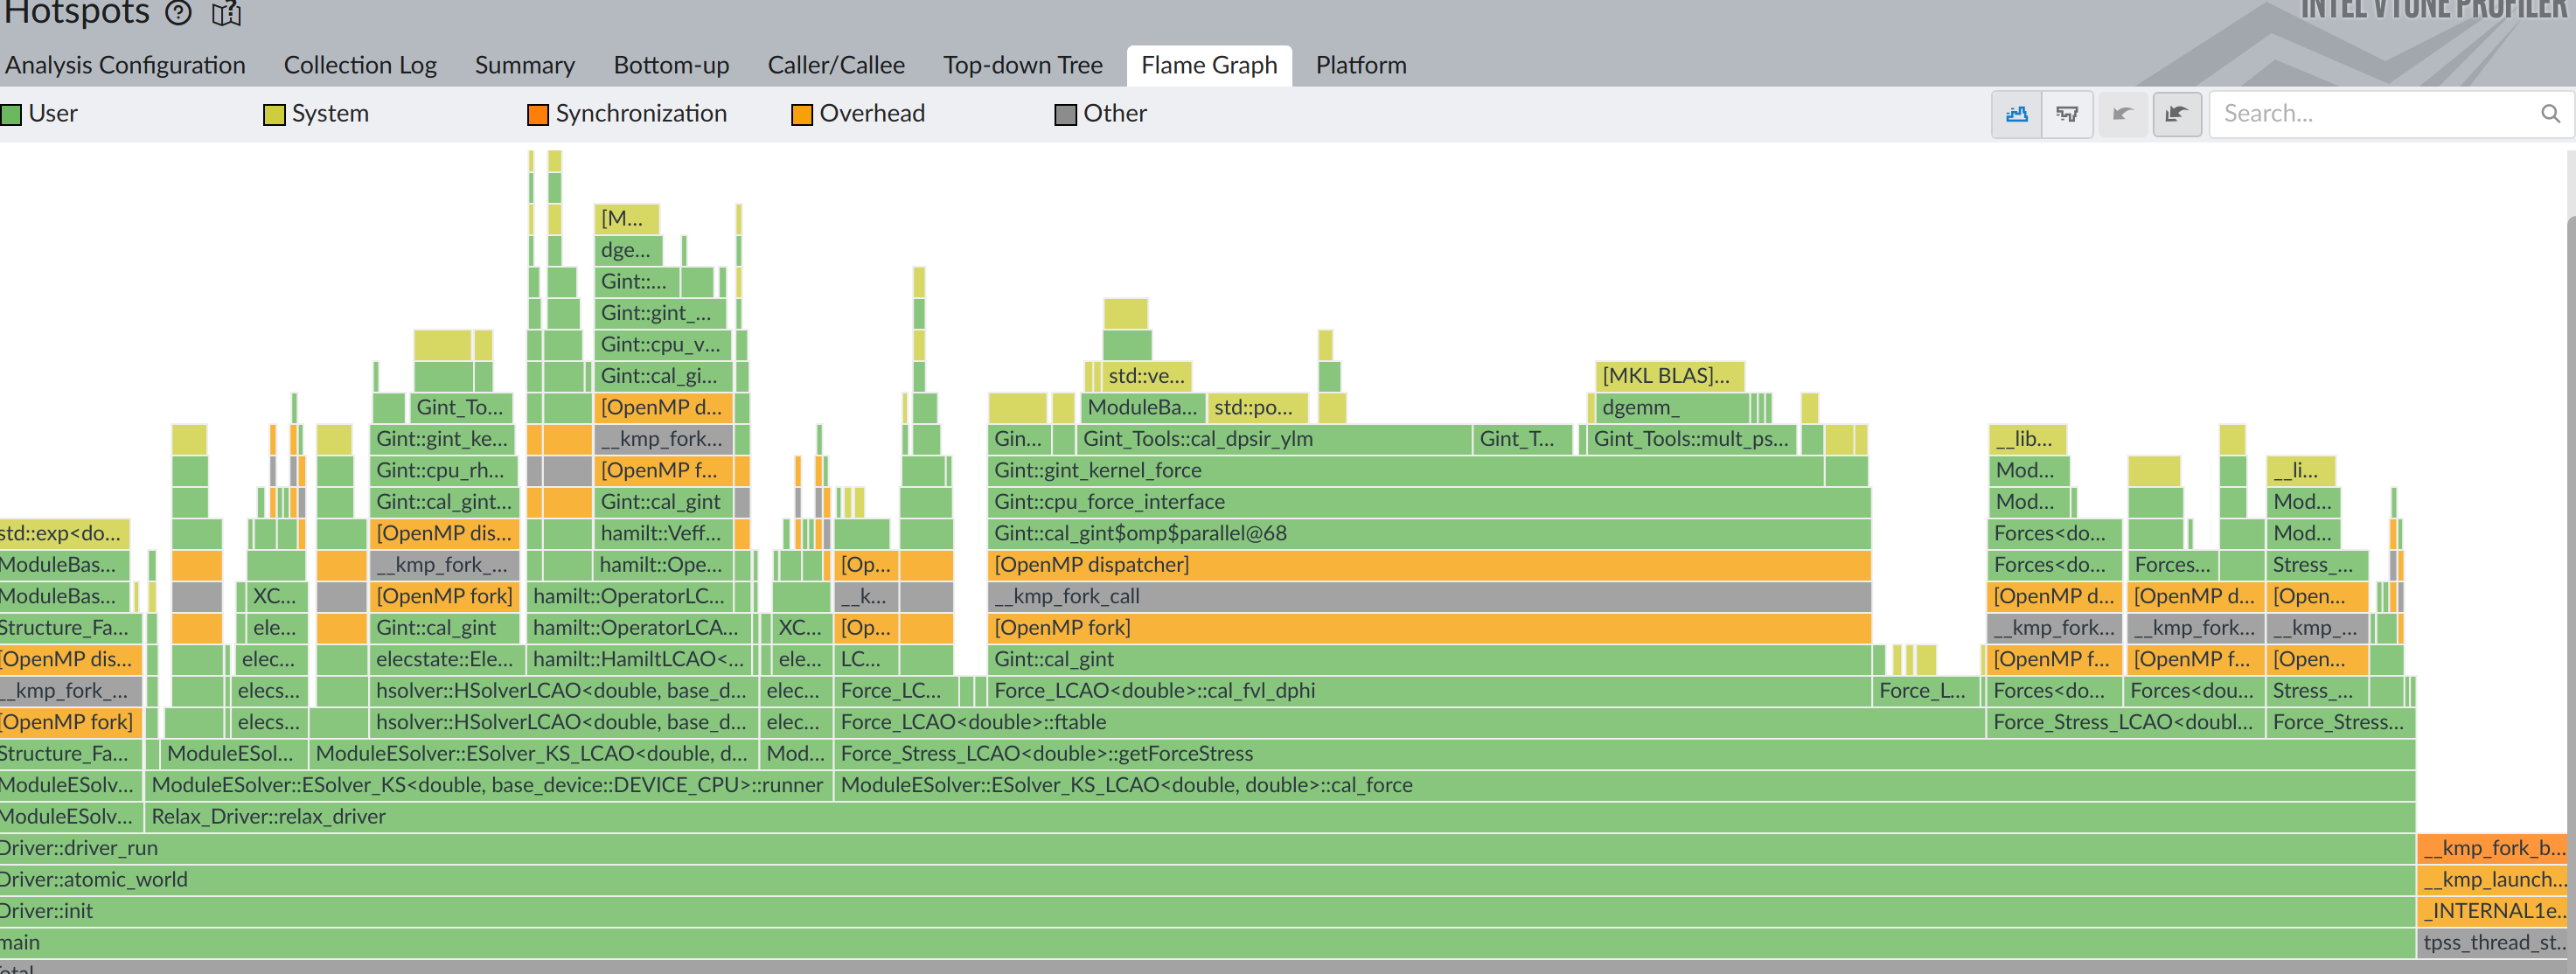 Hotspots
INTEL VTUNE PROFILER
Analysis Configuration Collection Log Summary Bottom-up Caller/Callee Top-down Tree Flame Graph Platform
User System Synchronization Overhead Other Search...
[M...
dge...
Gint::...
Gint::gint_...
Gint::cpu_v...
Gint::cal_gi... std::ve... [MKL BLAS]...
Gint_To... [OpenMP d... ModuleBa... std::po... dgemm_
Gint::gint_ke... __kmp_fork... Gin... Gint_Tools::cal_dpsir_ylm Gint_T... Gint_Tools::mult_ps... __lib...
Gint::cpu_rh... [OpenMP f... Gint::gint_kernel_force Mod... __li...
Gint::cal_gint... Gint::cal_gint Gint::cpu_force_interface Mod... Mod...
std::exp<do... [OpenMP dis... hamilt::Veff... Gint::cal_gint$omp$parallel@68 Forces<do... Mod...
ModuleBas... __kmp_fork_... hamilt::Ope... [Op... [OpenMP dispatcher] Forces<do... Forces... Stress_...
ModuleBas... XC... [OpenMP fork] hamilt::OperatorLC... __k... __kmp_fork_call [OpenMP d... [OpenMP d... [Open...
Structure_Fa... ele... Gint::cal_gint hamilt::OperatorLCA... XC... [Op... [OpenMP fork] __kmp_fork... __kmp_fork... __kmp_...
[OpenMP dis... elec... elecstate::Ele... hamilt::HamiltLCAO<... ele... LC... Gint::cal_gint [OpenMP f... [OpenMP f... [Open...
__kmp_fork_... elecs... hsolver::HSolverLCAO<double, base_d... elec... Force_LC... Force_LCAO<double>::cal_fvl_dphi Force_L... Forces<do... Forces<dou... Stress_...
[OpenMP fork] elecs... hsolver::HSolverLCAO<double, base_d... elec... Force_LCAO<double>::ftable Force_Stress_LCAO<doubl... Force_Stress...
Structure_Fa... ModuleESol... ModuleESolver::ESolver_KS_LCAO<double, d... Mod... Force_Stress_LCAO<double>::getForceStress
ModuleESolv... ModuleESolver::ESolver_KS<double, base_device::DEVICE_CPU>::runner ModuleESolver::ESolver_KS_LCAO<double, double>::cal_force
ModuleESolv... Relax_Driver::relax_driver
Driver::driver_run __kmp_fork_b...
Driver::atomic_world __kmp_launch...
Driver::init _INTERNAL1e..
main tpss_thread_st..